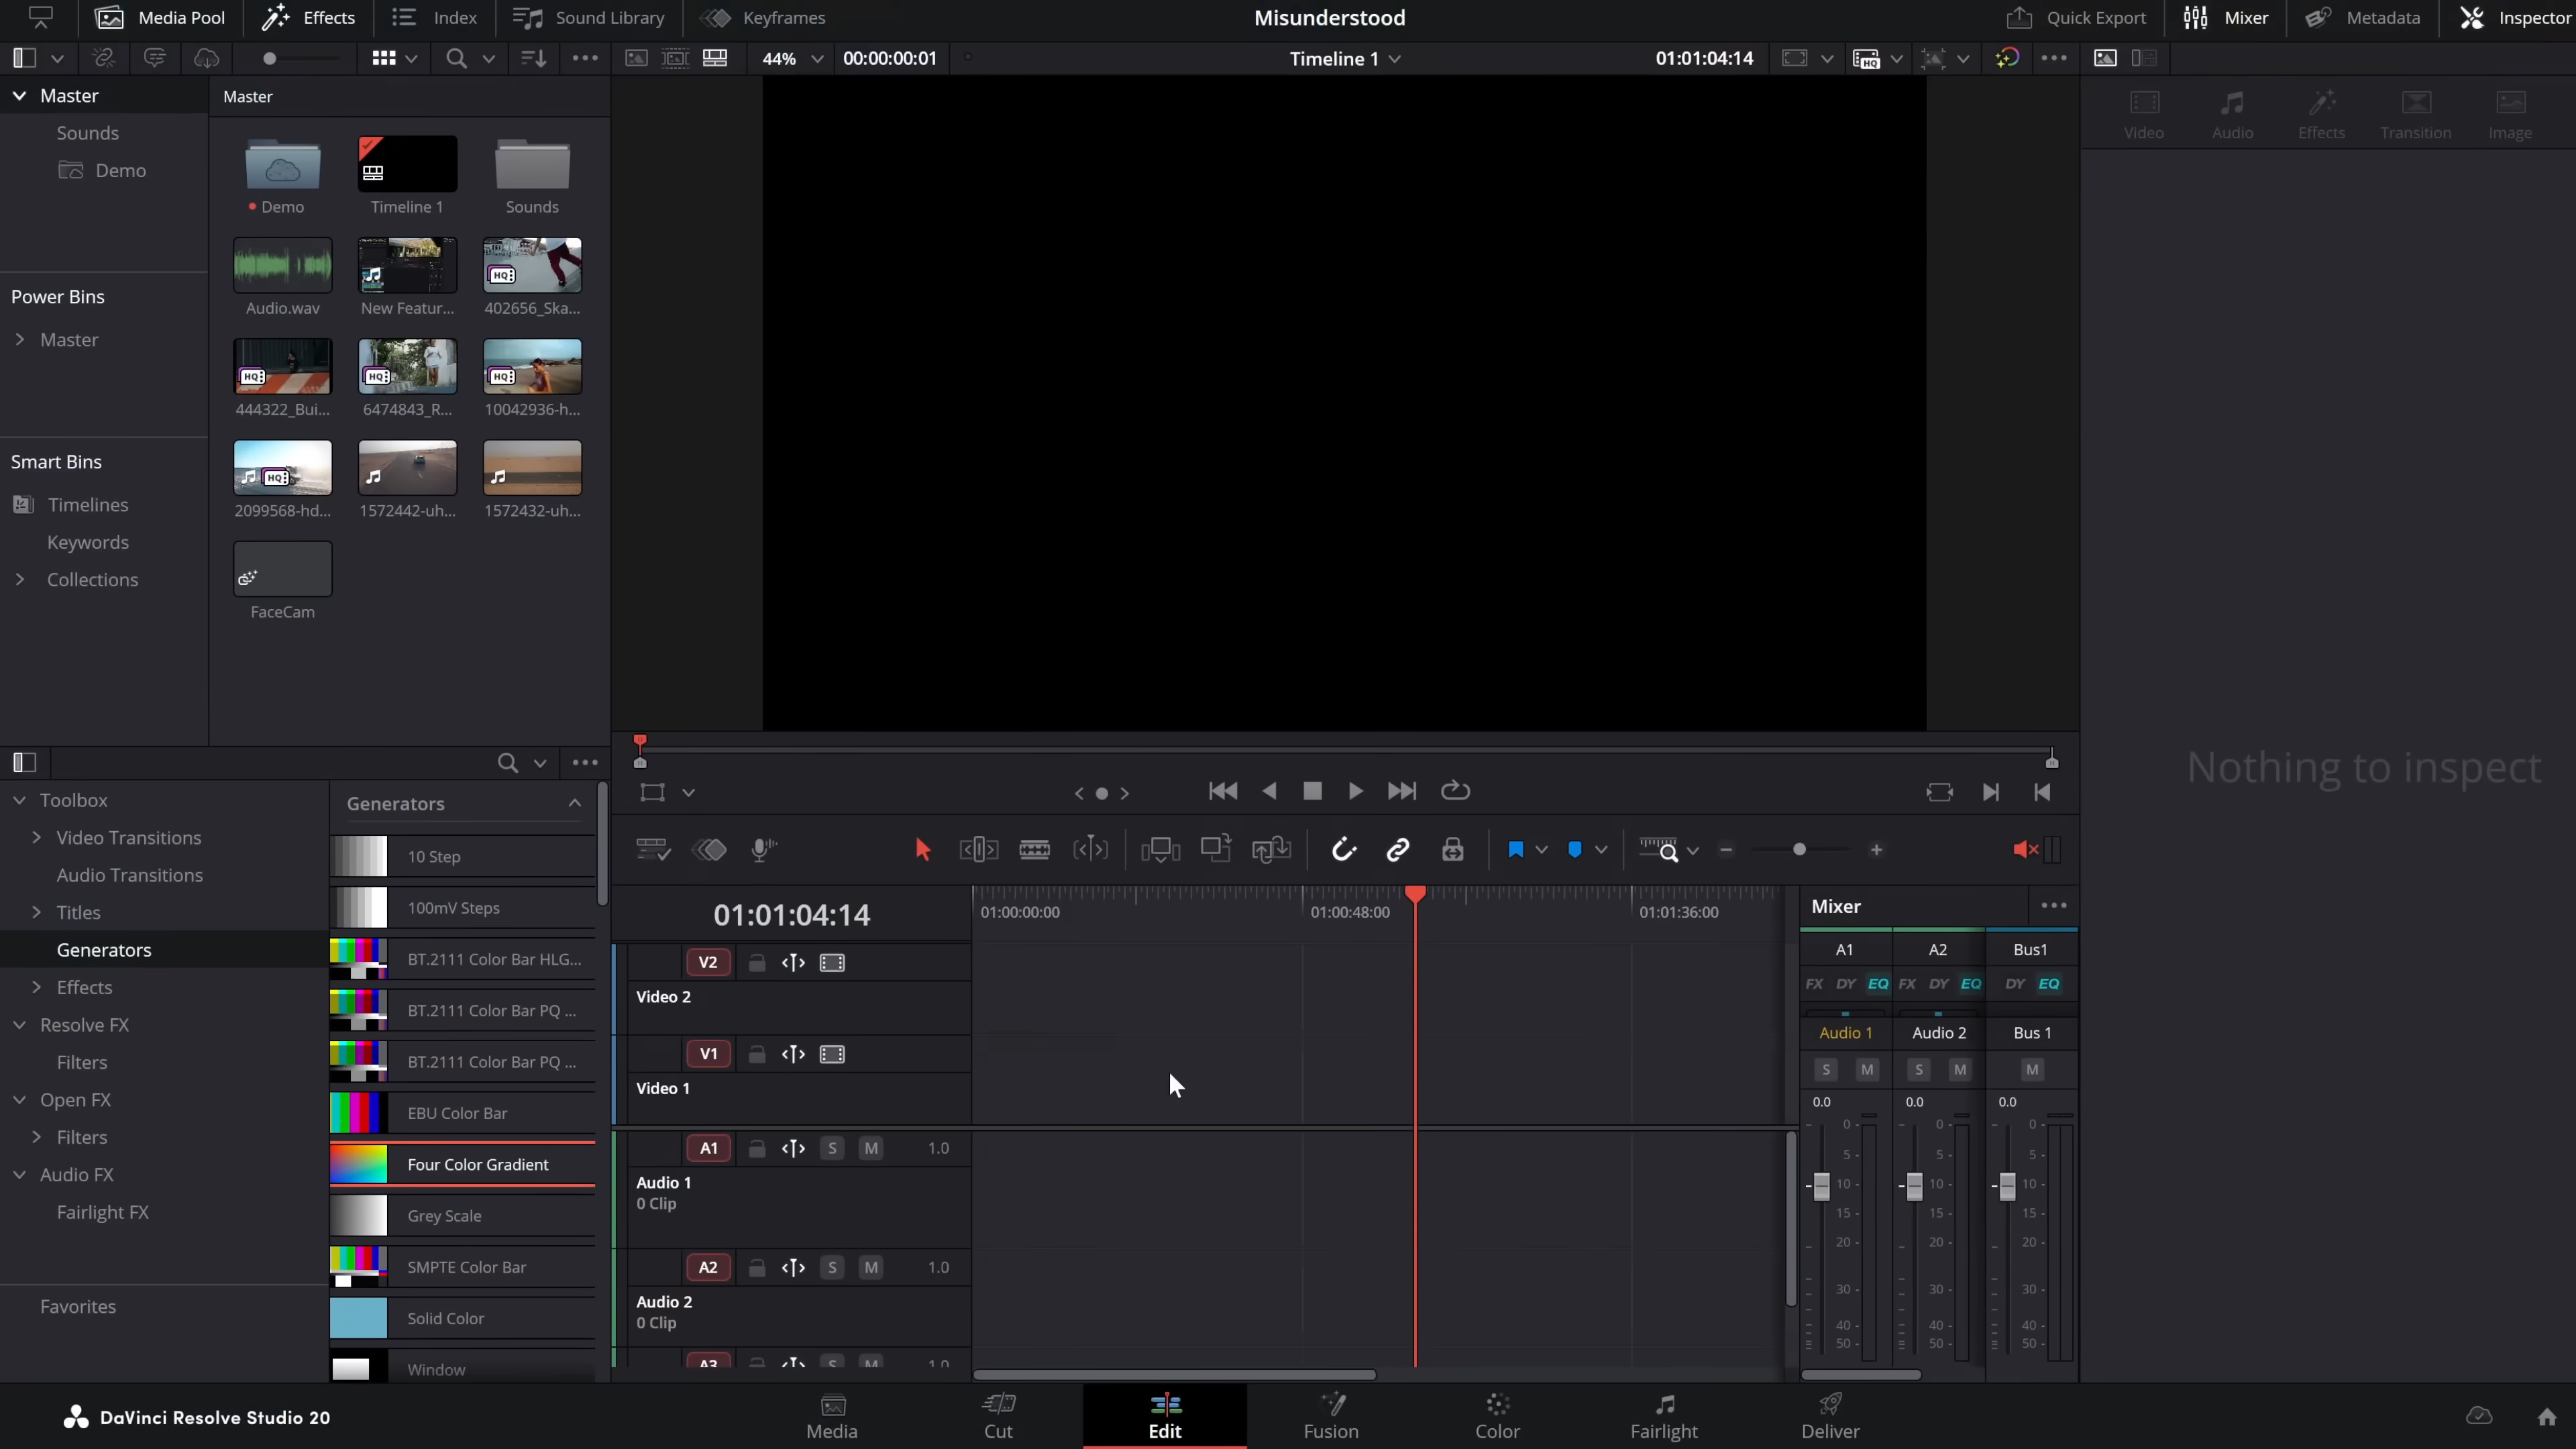 Media Pool Effects Index Sound Library Keyframes Misunderstood Quick Export Mixer Metadata Inspector
44% 00:00:00:01 Timeline 1 01:01:04:14
Master
Sounds
Demo
Power Bins
Master
Smart Bins
Timelines
Keywords
Collections
Master
Demo Timeline 1 Sounds
Audio.wav New Featur... 402656_Ska...
HQ
444322_Bui... 6474843_R... 10042936-h...
HQ HQ HQ
2099568-hd... 1572442-uh... 1572432-uh...
HQ
FaceCam
Video Audio Effects Transition Image
Nothing to inspect
Toolbox
Video Transitions
Audio Transitions
Titles
Generators
Effects
Resolve FX
Filters
Open FX
Filters
Audio FX
Fairlight FX
Favorites
Generators
10 Step
100mV Steps
BT.2111 Color Bar HLG...
BT.2111 Color Bar PQ ...
BT.2111 Color Bar PQ ...
EBU Color Bar
Four Color Gradient
Grey Scale
SMPTE Color Bar
Solid Color
Window
01:01:04:14 01:00:00:00 01:00:48:00 01:01:36:00
V2
Video 2
V1
Video 1
A1 S M 1.0
Audio 1
0 Clip
A2 S M 1.0
Audio 2
0 Clip
A3 S M 1.0
Mixer
A1 A2 Bus1
FX DY EQ FX DY EQ DY EQ
Audio 1 Audio 2 Bus 1
S M S M M
0.0 0.0 0.0
0 0 0
5 5 5
10 10 10
15 15 15
20 20 20
30 30 30
40 40 40
50 50 50
DaVinci Resolve Studio 20
Media Cut Edit Fusion Color Fairlight Deliver